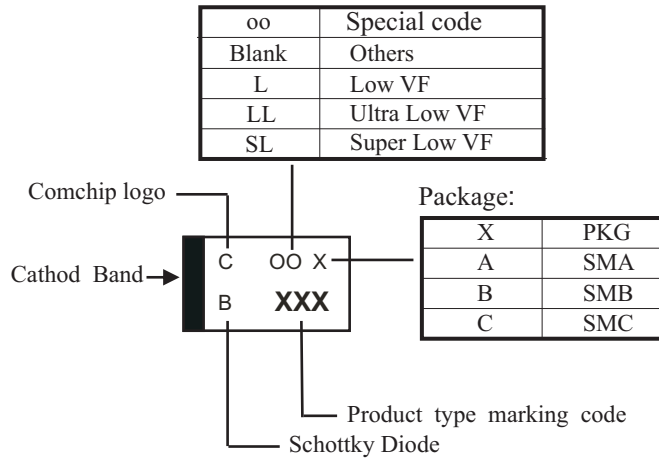 oo Special code
Blank Others
L Low VF
LL Ultra Low VF
SL Super Low VF
Comchip logo
Package:
X PKG
A SMA
B SMB
C SMC
Cathod Band
C OO X
B XXX
Product type marking code
Schottky Diode